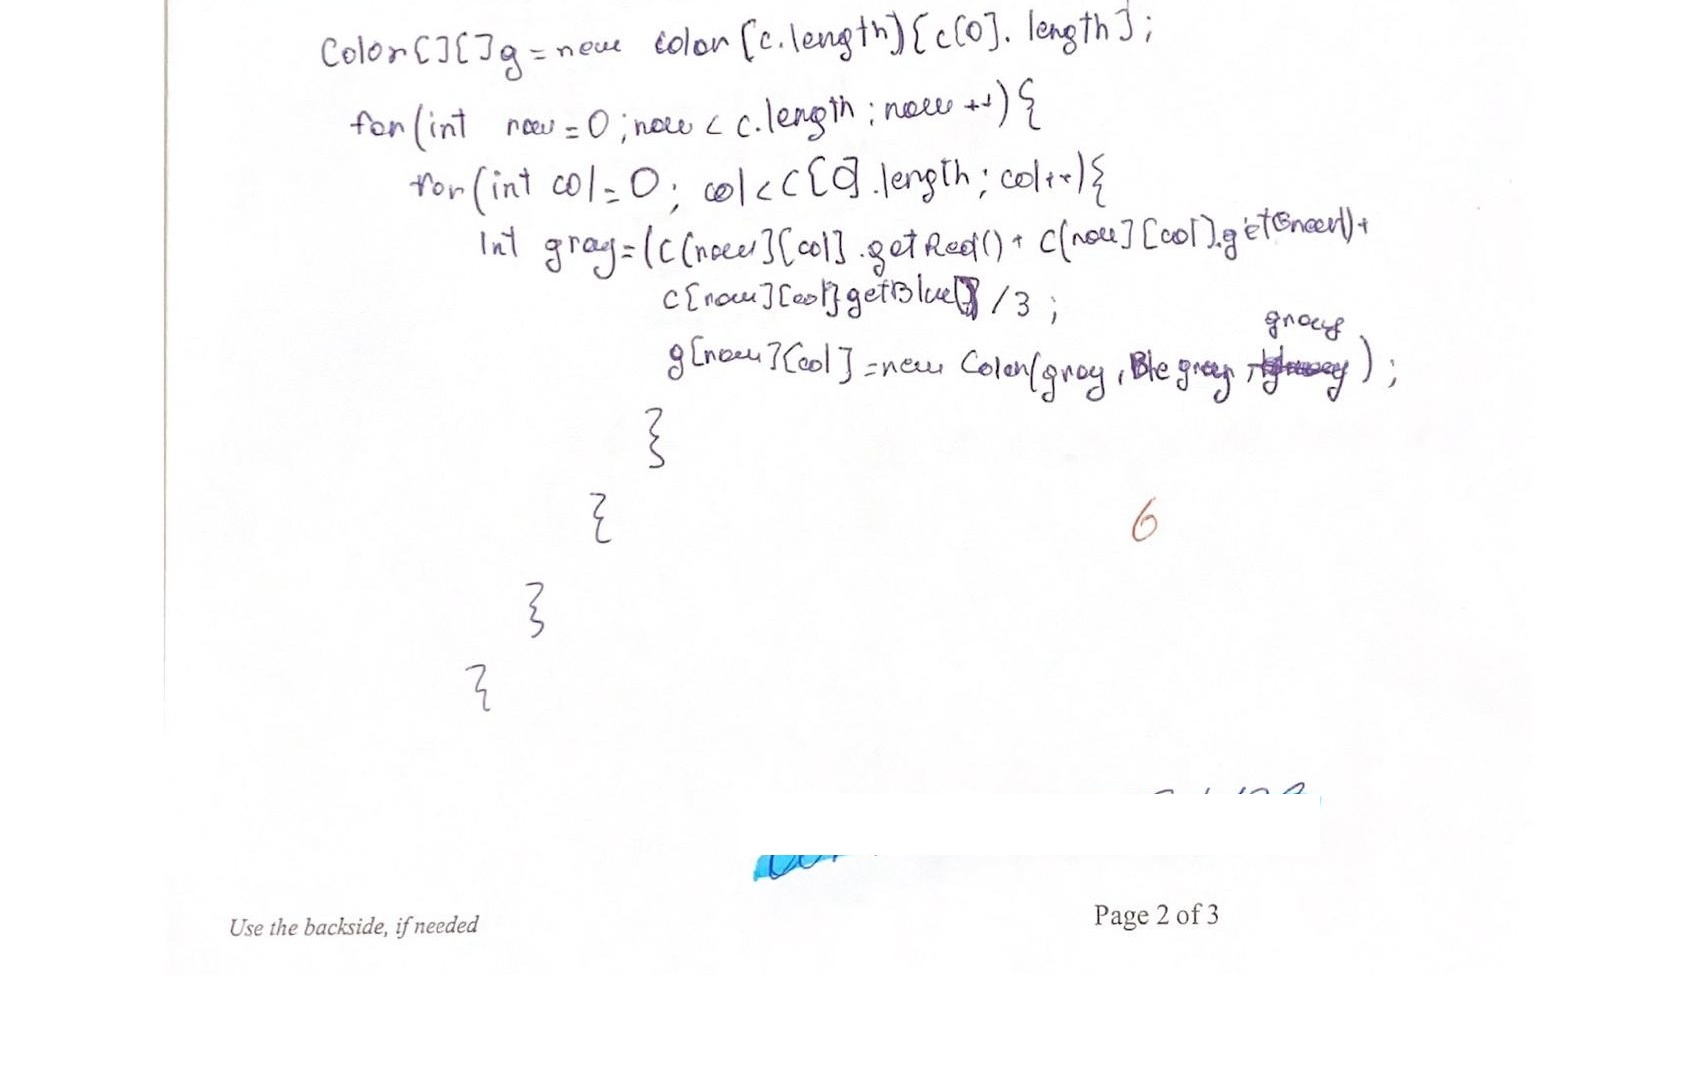 Color[][]g = new color[c.length][c[0].length];
for(int row=0;row<c.length;row++){
for(int col=0; col<c[0].length;col++){
int gray=(c[row][col].getRed()+c[row][col].getGreen()+
c[row][col]getBlue()) /3 ;
gray
g[row][col]=new Color(gray, gray, );
}
{
6
}
{
Use the backside, if needed
Page 2 of 3